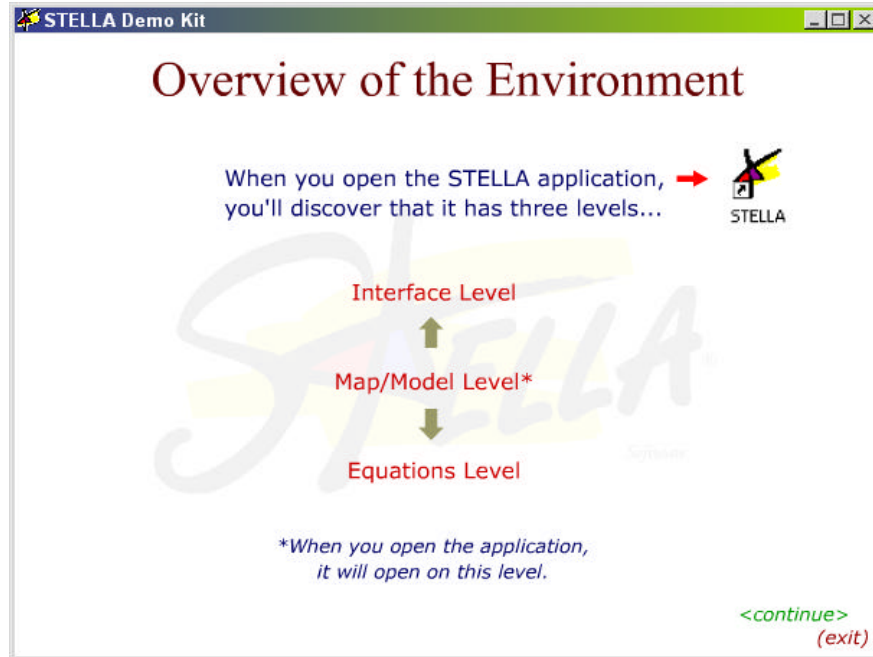 STELLA Demo Kit
Overview of the Environment
When you open the STELLA application,
you'll discover that it has three levels...
STELLA
Interface Level
Map/Model Level*
Equations Level
STELLA
Software
*When you open the application,
it will open on this level.
<continue>
(exit)